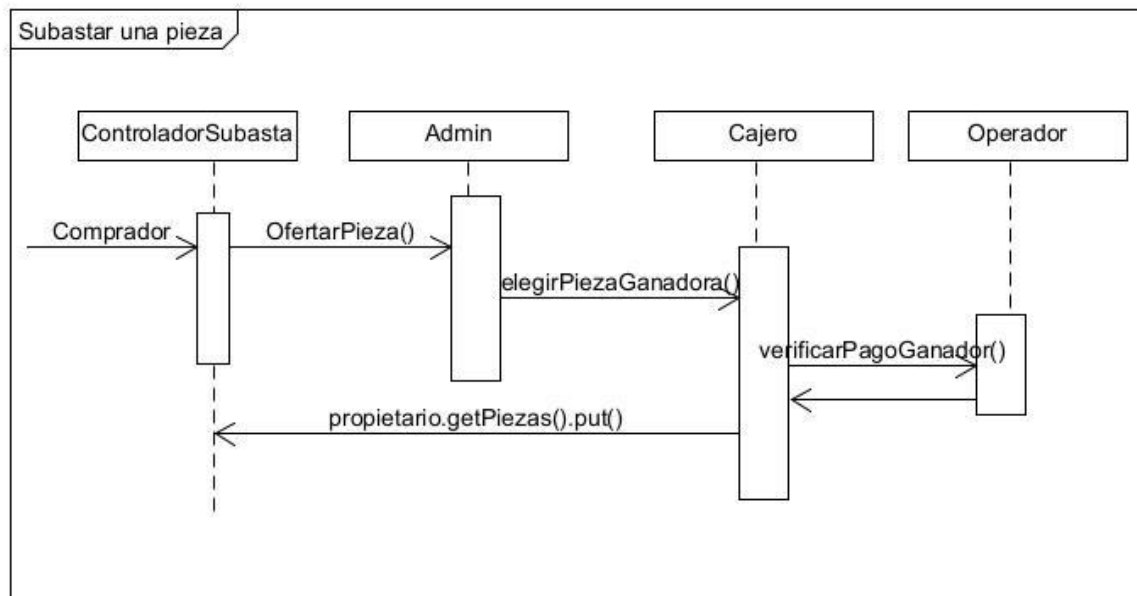 Subastar una pieza
ControladorSubasta
Admin
Cajero
Operador
Comprador
OfertarPieza()
elegirPiezaGanadora()
verificarPagoGanador()
propietario.getPiezas().put()